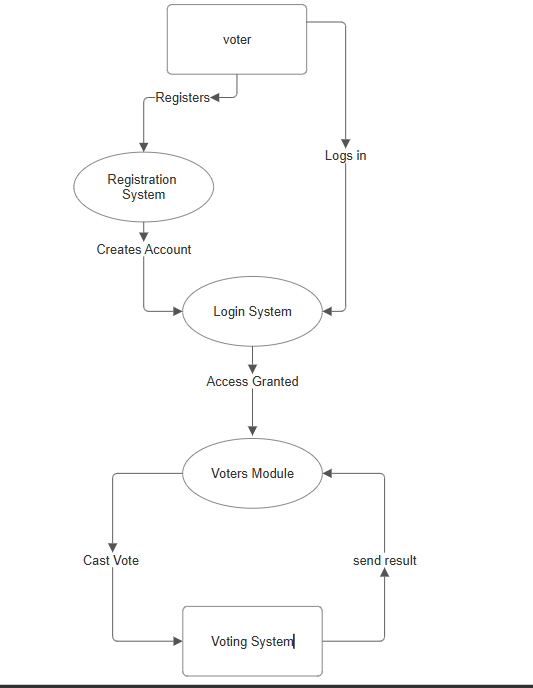 voter
Registers
Logs in
Registration
System
Creates Account
Login System
Access Granted
Voters Module
Cast Vote
send result
Voting System